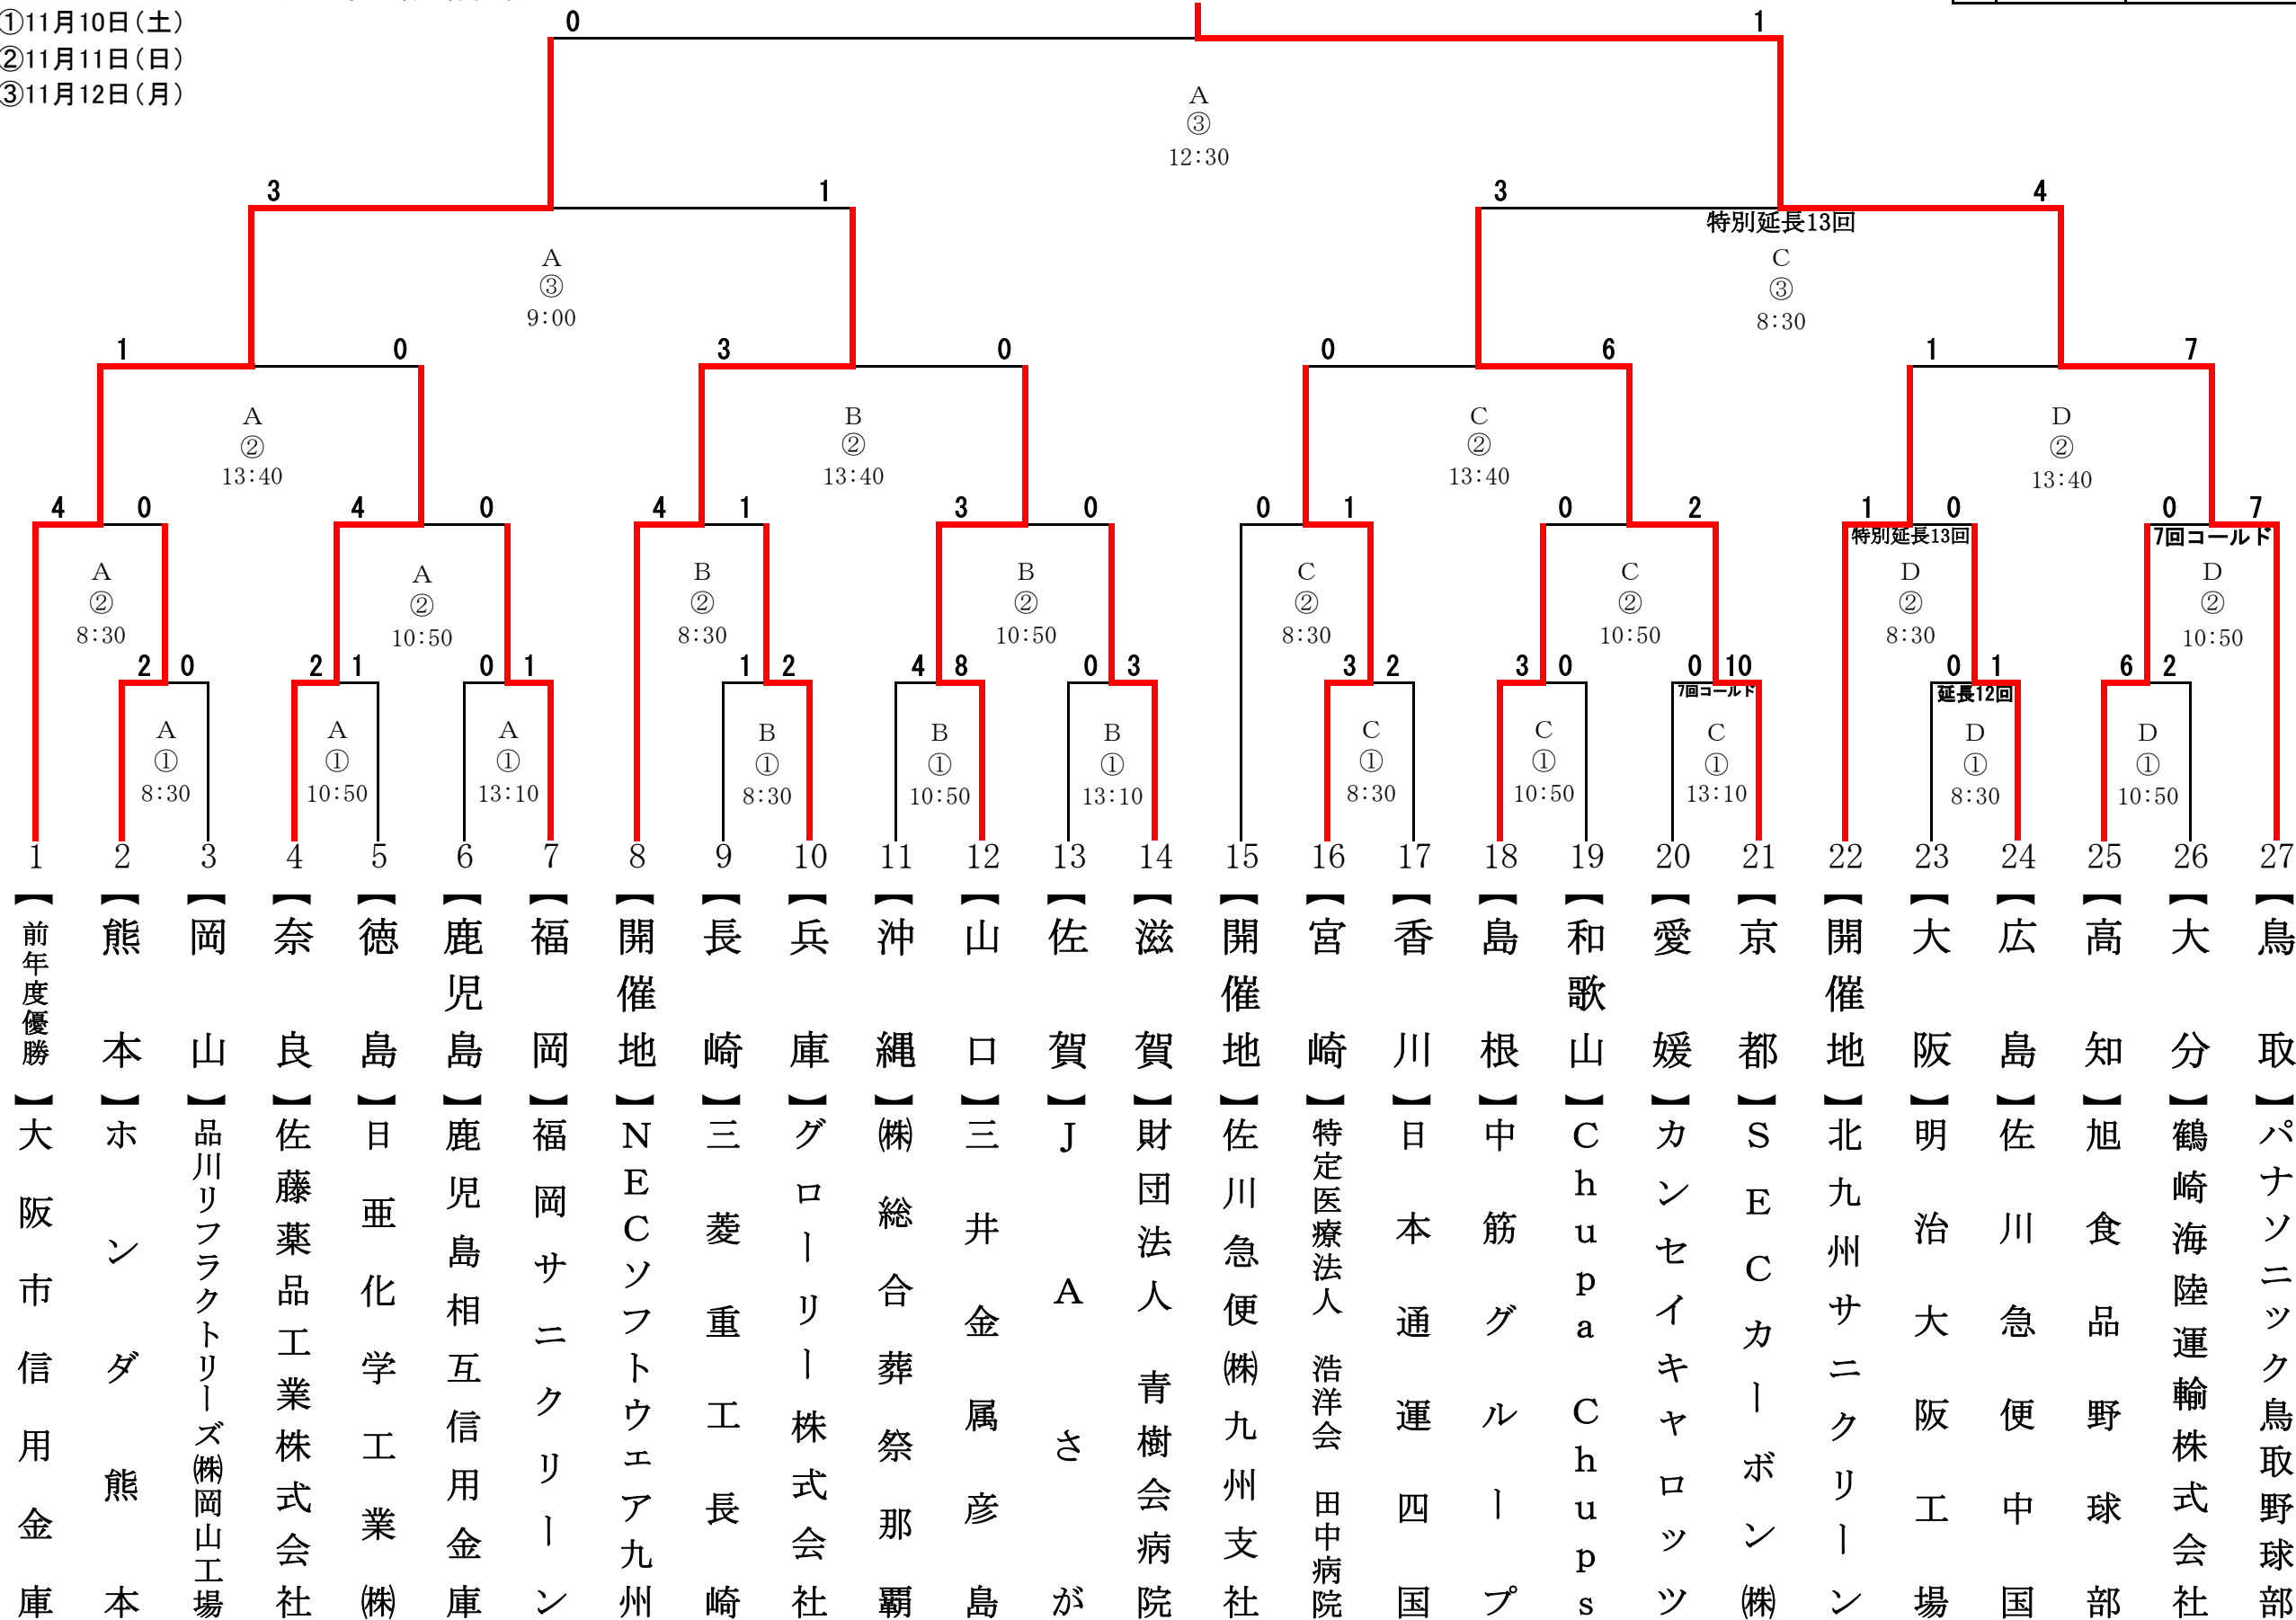 ①11月10日(土)
②11月11日(日)
③11月12日(月)
0 1
A
③
12:30
3 1 3 4
特別延長13回
A
③
9:00
C
③
8:30
1 0 3 0 0 6 1 7
A
②
13:40
B
②
13:40
C
②
13:40
D
②
13:40
4 0 4 0 4 1 3 0 0 1 0 2 1 0 0 7
特別延長13回
7回コールド
A
②
8:30
A
②
10:50
B
②
8:30
B
②
10:50
C
②
8:30
C
②
10:50
D
②
8:30
D
②
10:50
2 0 2 1 0 1 1 2 4 8 0 3 3 2 3 0 0 10 0 1 6 2
7回コールド
延長12回
A
①
8:30
A
①
10:50
A
①
13:10
B
①
8:30
B
①
10:50
B
①
13:10
C
①
8:30
C
①
10:50
C
①
13:10
D
①
8:30
D
①
10:50
1 2 3 4 5 6 7 8 9 10 11 12 13 14 15 16 17 18 19 20 21 22 23 24 25 26 27
【前年度優勝】大阪市信用金庫
【熊本】ホンダ熊本
【岡山】品川リフラクトリーズ㈱岡山工場
【奈良】佐藤薬品工業株式会社
【徳島】日亜化学工業㈱
【鹿児島】鹿児島相互信用金庫
【福岡】福岡サニクリーン
【開催地】NECソフトウェア九州
【長崎】三菱重工長崎
【兵庫】グローリー株式会社
【沖縄】㈱総合葬祭那覇
【山口】三井金属彦島
【佐賀】JAさが
【滋賀】財団法人 青樹会病院
【開催地】佐川急便㈱九州支社
【宮崎】特定医療法人 浩洋会 田中病院
【香川】日本通運四国
【島根】中筋グループ
【和歌山】Chupa Chups
【愛媛】カンセイキャロッツ
【京都】SECカーボン㈱
【開催地】北九州サニクリーン
【大阪】明治大阪工場
【広島】佐川急便中国
【高知】旭食品野球部
【大分】鶴崎海陸運輸株式会社
【鳥取】パナソニック鳥取野球部